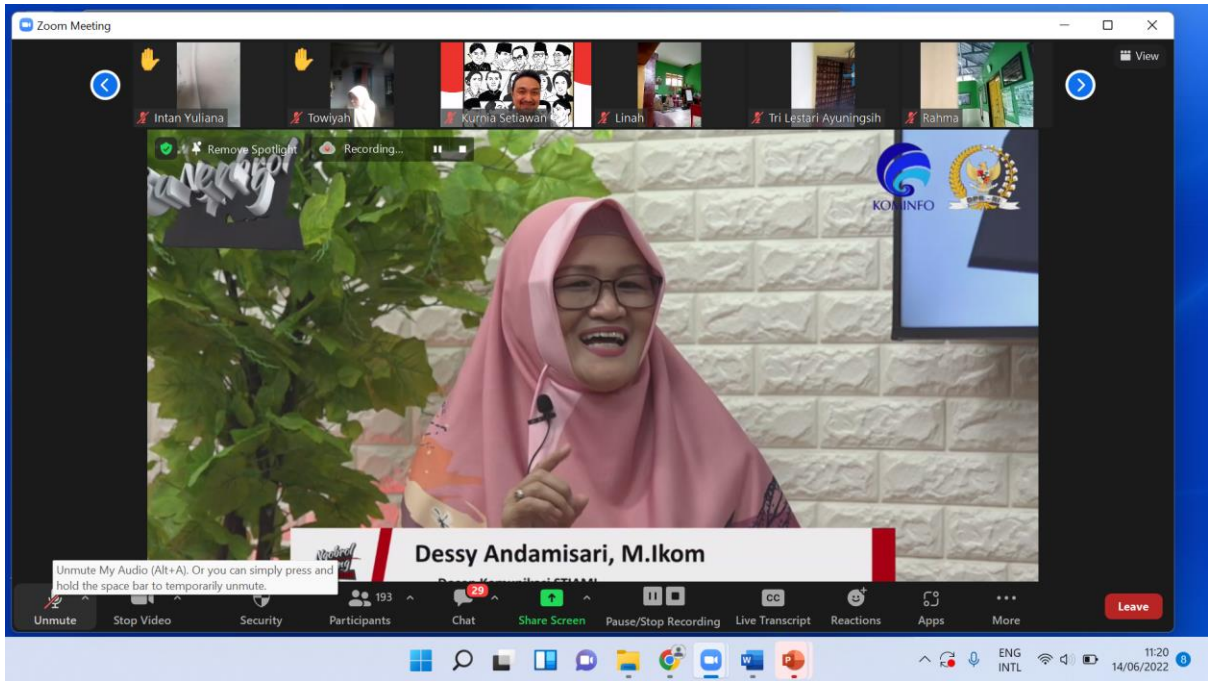 Zoom Meeting
View
Intan Yuliana
Towiyah
Kurnia Setiawan
Linah
Tri Lestari Ayuningsih
Rahma
Remove Spotlight
Recording...
KOMINFO
Dessy Andamisari, M.Ikom
Dosen Komunikasi STIAMI
Unmute My Audio (Alt+A). Or you can simply press and
hold the space bar to temporarily unmute.
193
29
CC
Unmute
Stop Video
Security
Participants
Chat
Share Screen
Pause/Stop Recording
Live Transcript
Reactions
Apps
More
Leave
ENG
INTL
11:20
14/06/2022
8